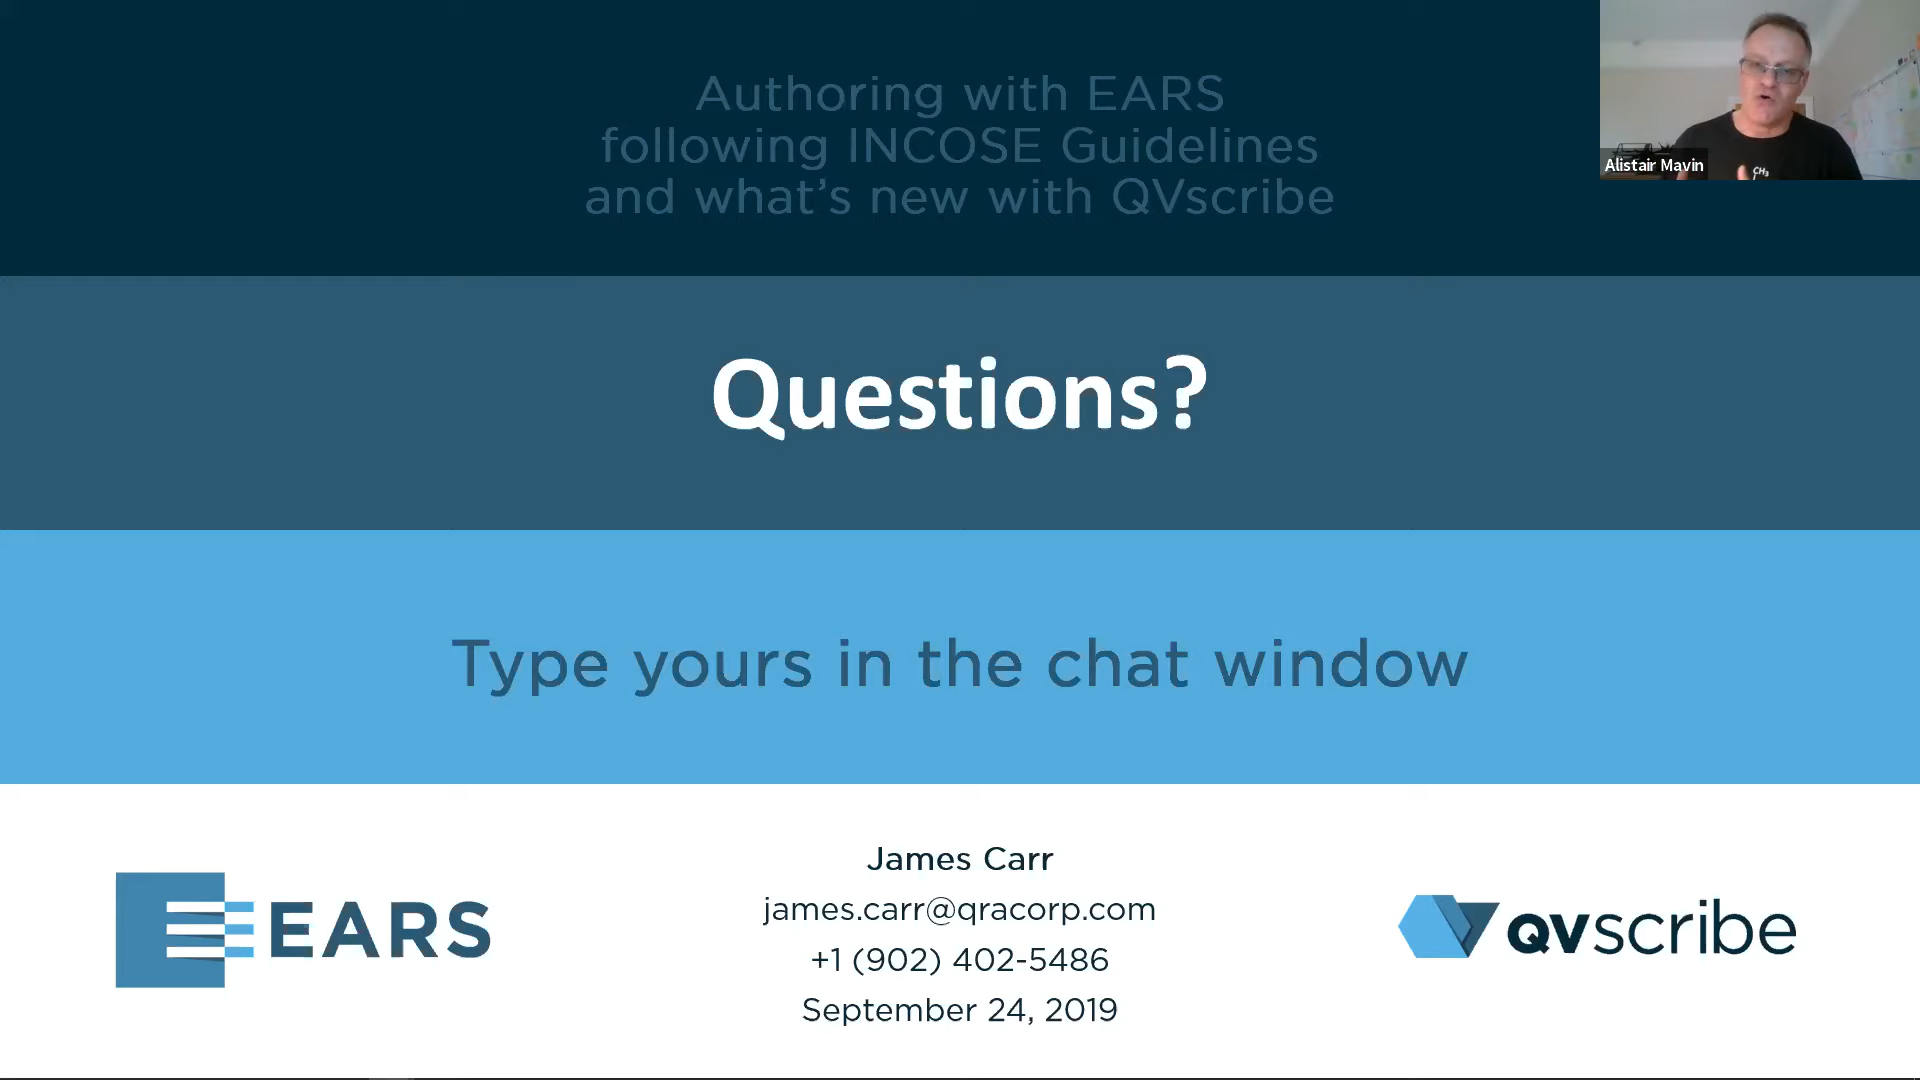 Authoring with EARS
following INCOSE Guidelines
and what's new with QVscribe
Alistair Mavin
CH₃
Questions?
Type yours in the chat window
EARS
James Carr
james.carr@qracorp.com
+1 (902) 402-5486
September 24, 2019
QVscribe